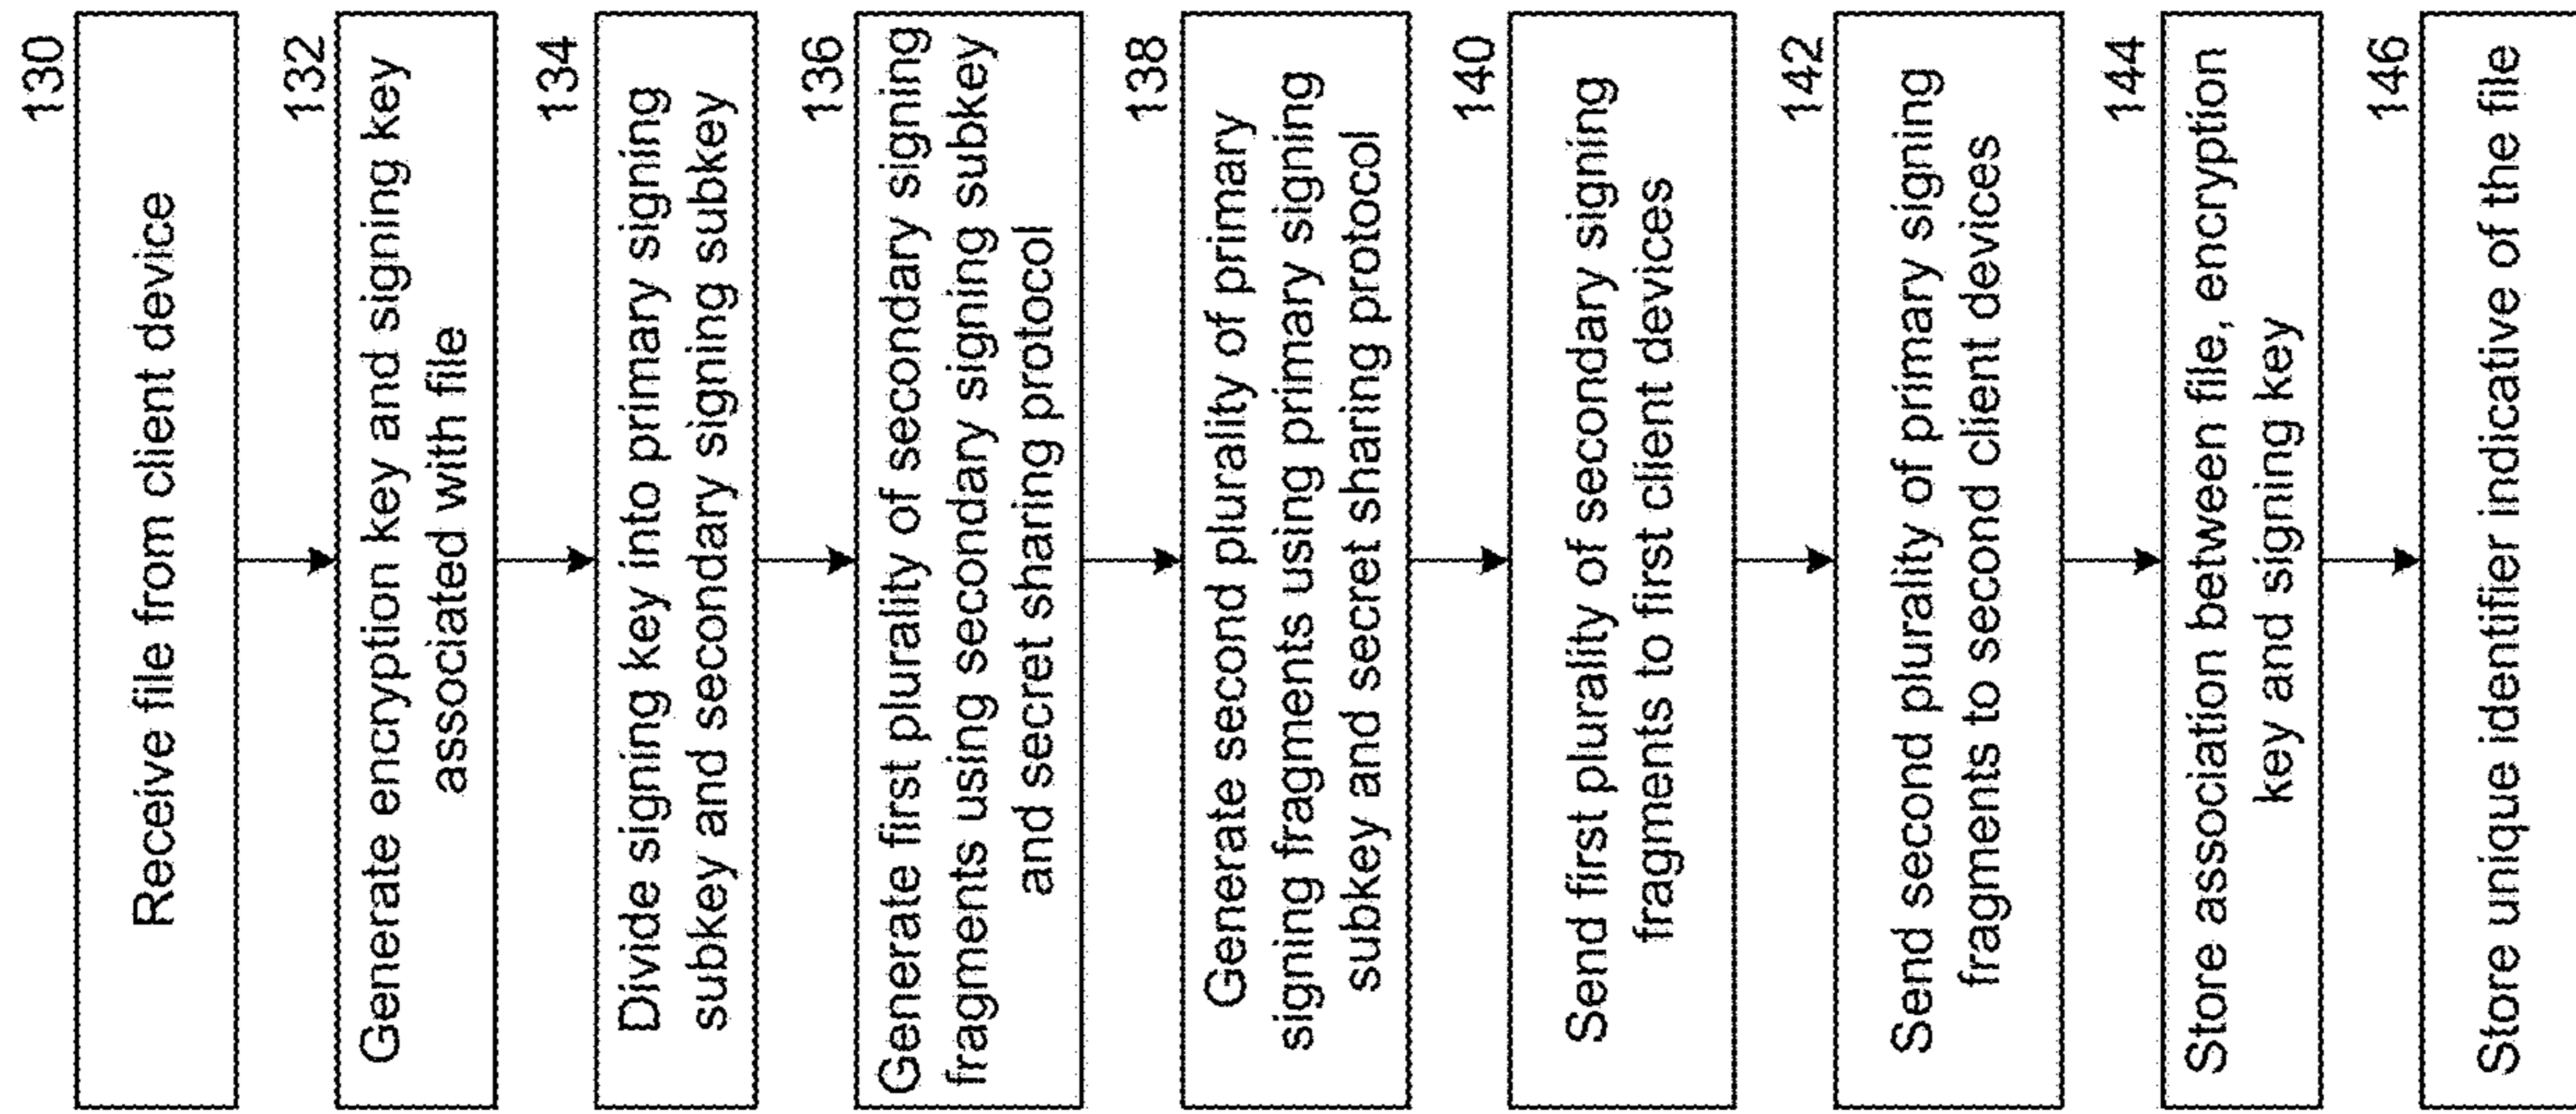 130
Receive file from client device
132
Generate encryption key and signing key
associated with file
134
Divide signing key into primary signing
subkey and secondary signing subkey
136
Generate first plurality of secondary signing
fragments using secondary signing subkey
and secret sharing protocol
138
Generate second plurality of primary
signing fragments using primary signing
subkey and secret sharing protocol
140
Send first plurality of secondary signing
fragments to first client devices
142
Send second plurality of primary signing
fragments to second client devices
144
Store association between file, encryption
key and signing key
146
Store unique identifier indicative of the file